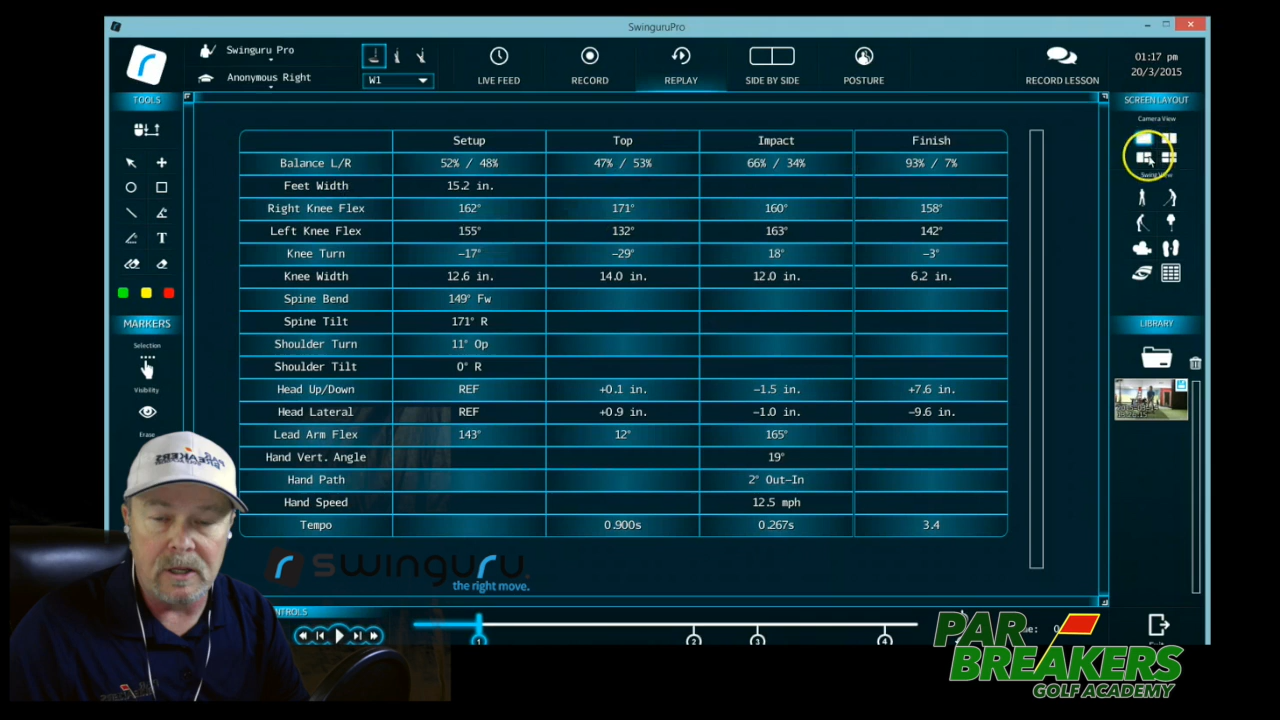 SwinguruPro
Swinguru Pro
Anonymous Right
W1
LIVE FEED
RECORD
REPLAY
SIDE BY SIDE
POSTURE
RECORD LESSON
01:17 pm
20/3/2015
TOOLS
T
MARKERS
Selection
Visibility
Erase
Setup Top Impact Finish
Balance L/R 52% / 48% 47% / 53% 66% / 34% 93% / 7%
Feet Width 15.2 in.
Right Knee Flex 162° 171° 160° 158°
Left Knee Flex 155° 132° 163° 142°
Knee Turn -17° -29° 18° -3°
Knee Width 12.6 in. 14.0 in. 12.0 in. 6.2 in.
Spine Bend 149° Fw
Spine Tilt 171° R
Shoulder Turn 11° Op
Shoulder Tilt 0° R
Head Up/Down REF +0.1 in. -1.5 in. +7.6 in.
Head Lateral REF +0.9 in. -1.0 in. -9.6 in.
Lead Arm Flex 143° 12° 165°
Hand Vert. Angle 19°
Hand Path 2° Out-In
Hand Speed 12.5 mph
Tempo 0.900s 0.267s 3.4
swinguru
the right move.
1 2 3 4
SCREEN LAYOUT
Camera View
Swing View
LIBRARY
PAR
BREAKERS
GOLF ACADEMY